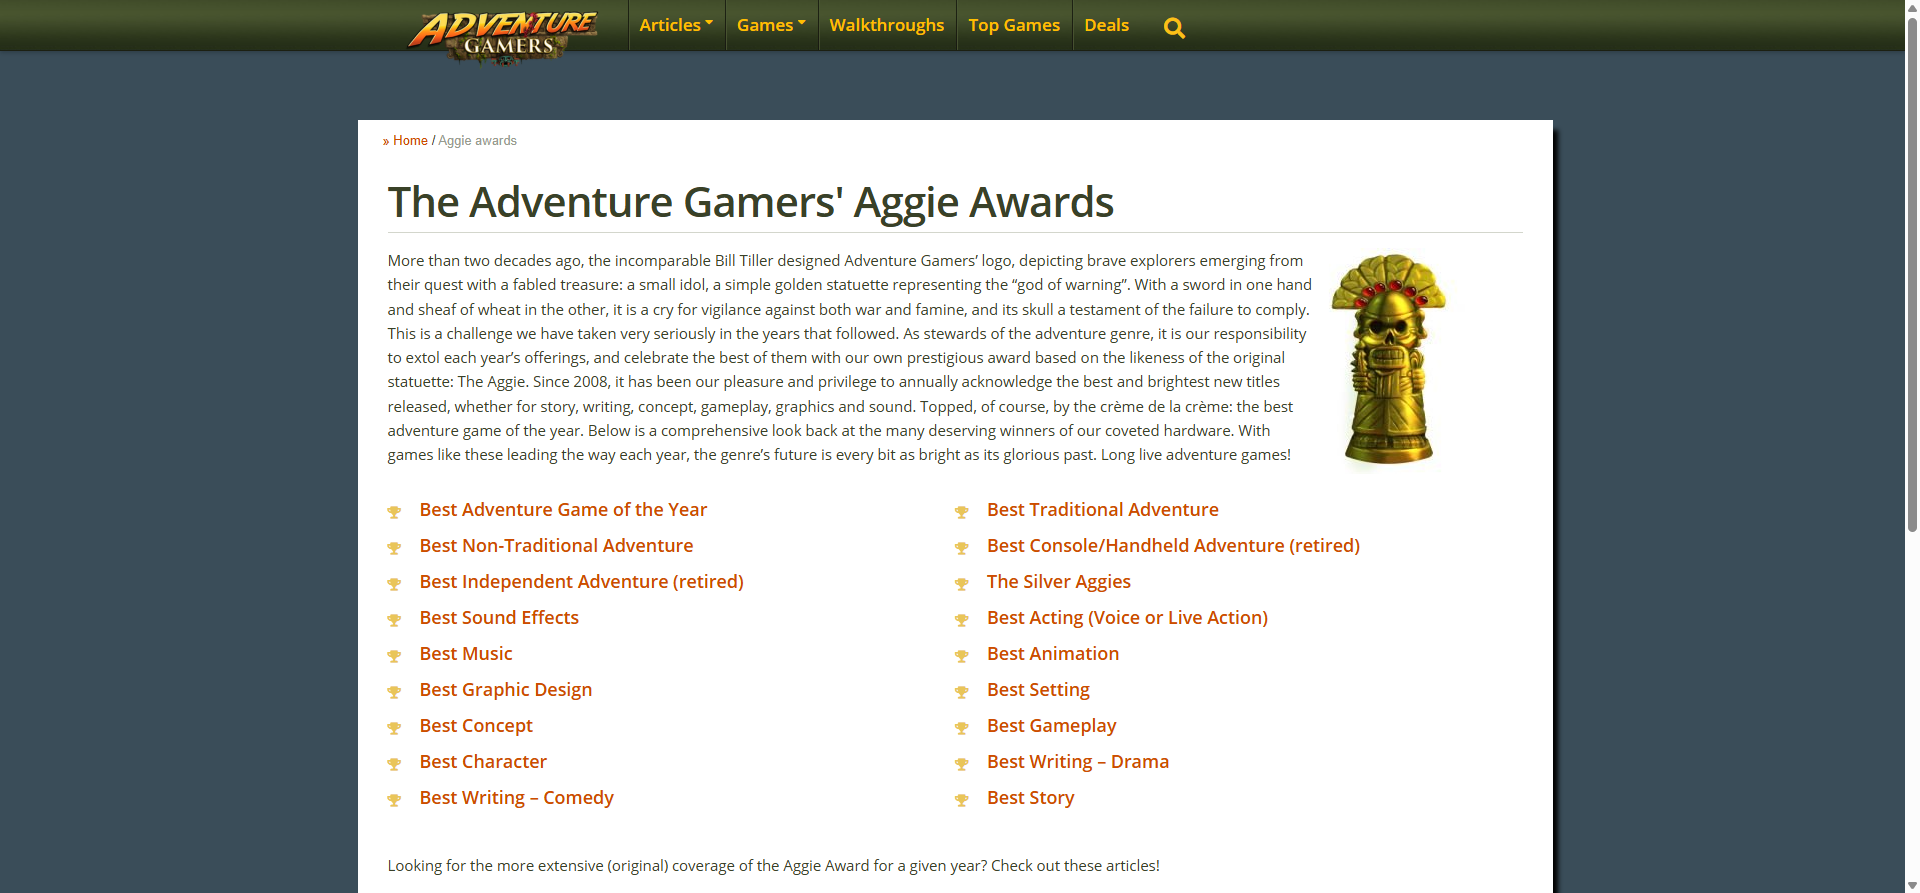 ADVENTURE
GAMERS
Articles
Games
Walkthroughs
Top Games
Deals
» Home / Aggie awards
The Adventure Gamers' Aggie Awards
More than two decades ago, the incomparable Bill Tiller designed Adventure Gamers’ logo, depicting brave explorers emerging from
their quest with a fabled treasure: a small idol, a simple golden statuette representing the “god of warning”. With a sword in one hand
and sheaf of wheat in the other, it is a cry for vigilance against both war and famine, and its skull a testament of the failure to comply.
This is a challenge we have taken very seriously in the years that followed. As stewards of the adventure genre, it is our responsibility
to extol each year’s offerings, and celebrate the best of them with our own prestigious award based on the likeness of the original
statuette: The Aggie. Since 2008, it has been our pleasure and privilege to annually acknowledge the best and brightest new titles
released, whether for story, writing, concept, gameplay, graphics and sound. Topped, of course, by the crème de la crème: the best
adventure game of the year. Below is a comprehensive look back at the many deserving winners of our coveted hardware. With
games like these leading the way each year, the genre’s future is every bit as bright as its glorious past. Long live adventure games!
Best Adventure Game of the Year
Best Traditional Adventure
Best Non-Traditional Adventure
Best Console/Handheld Adventure (retired)
Best Independent Adventure (retired)
The Silver Aggies
Best Sound Effects
Best Acting (Voice or Live Action)
Best Music
Best Animation
Best Graphic Design
Best Setting
Best Concept
Best Gameplay
Best Character
Best Writing – Drama
Best Writing – Comedy
Best Story
Looking for the more extensive (original) coverage of the Aggie Award for a given year? Check out these articles!